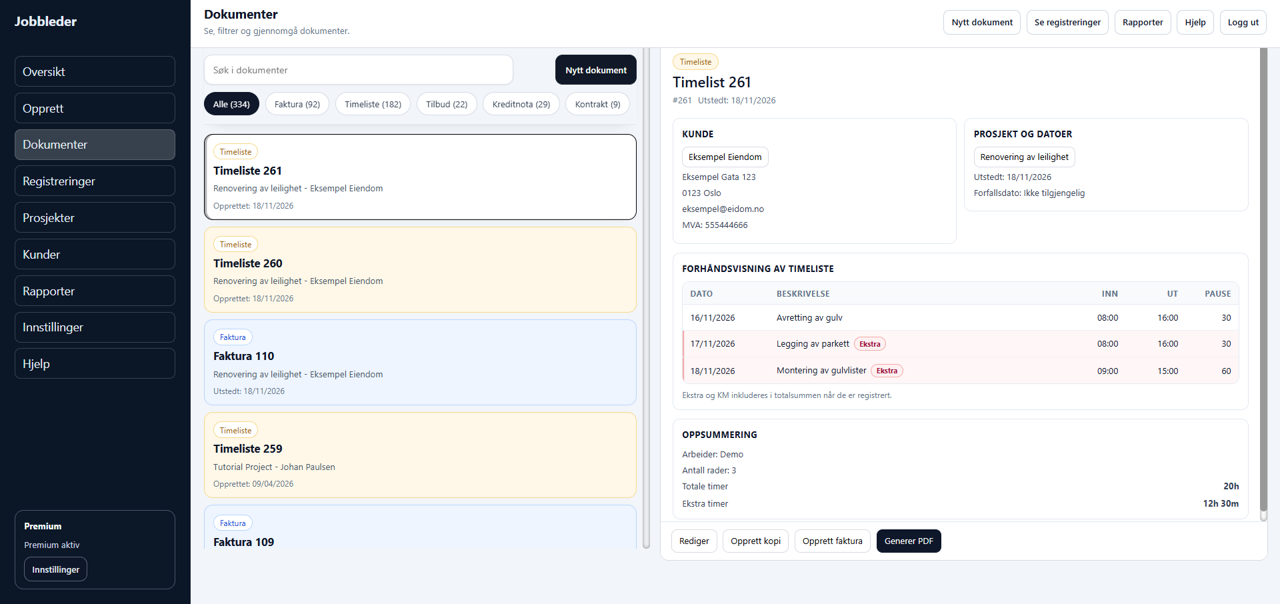 Jobbleder
Oversikt
Opprett
Dokumenter
Registreringer
Prosjekter
Kunder
Rapporter
Innstillinger
Hjelp
Premium
Premium aktiv
Innstillinger
Dokumenter
Se, filtrer og gjennomgå dokumenter.
Nytt dokument Se registreringer Rapporter Hjelp Logg ut
Søk i dokumenter Nytt dokument
Alle (334) Faktura (92) Timeliste (182) Tilbud (22) Kreditnota (29) Kontrakt (9)
Timeliste
Timeliste 261
Renovering av leilighet - Eksempel Eiendom
Opprettet: 18/11/2026
Timeliste
Timeliste 260
Renovering av leilighet - Eksempel Eiendom
Opprettet: 18/11/2026
Faktura
Faktura 110
Renovering av leilighet - Eksempel Eiendom
Utstedt: 18/11/2026
Timeliste
Timeliste 259
Tutorial Project - Johan Paulsen
Opprettet: 09/04/2026
Faktura
Faktura 109
Timeliste
Timelist 261
#261 Utstedt: 18/11/2026
KUNDE
Eksempel Eiendom
Eksempel Gata 123
0123 Oslo
eksempel@eidom.no
MVA: 555444666
PROSJEKT OG DATOER
Renovering av leilighet
Utstedt: 18/11/2026
Forfallsdato: Ikke tilgjengelig
FORHÅNDSVISNING AV TIMELISTE
DATO BESKRIVELSE INN UT PAUSE
16/11/2026 Avretting av gulv 08:00 16:00 30
17/11/2026 Legging av parkett Ekstra 08:00 16:00 30
18/11/2026 Montering av gulvlister Ekstra 09:00 15:00 60
Ekstra og KM inkluderes i totalsummen når de er registrert.
OPPSUMMERING
Arbeider: Demo
Antall rader: 3
Totale timer 20h
Ekstra timer 12h 30m
Rediger Opprett kopi Opprett faktura Generer PDF